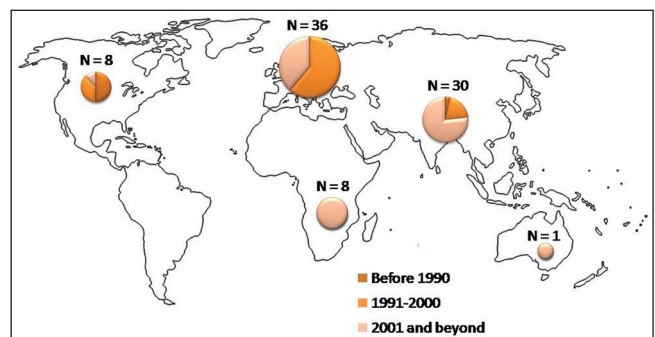 N = 36
N = 8
N = 30
N = 8
N = 1
Before 1990
1991-2000
2001 and beyond